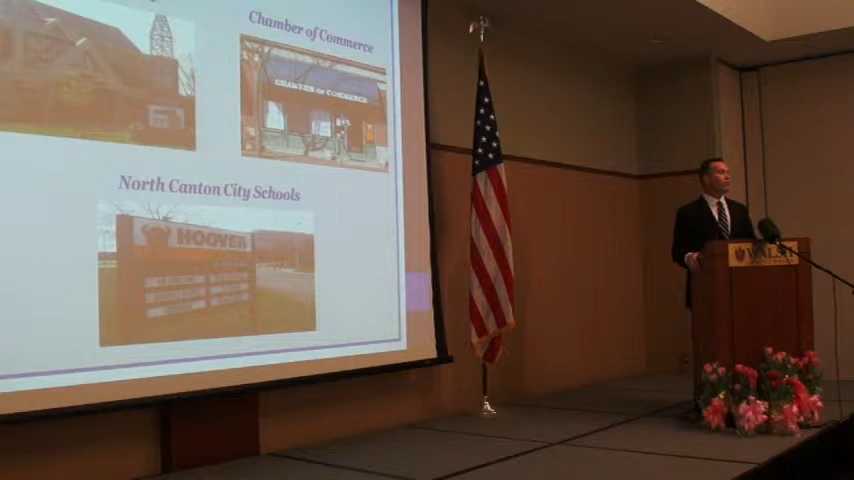 Chamber of Commerce
CHAMBER OF COMMERCE
North Canton City Schools
HOOVER
WALSH